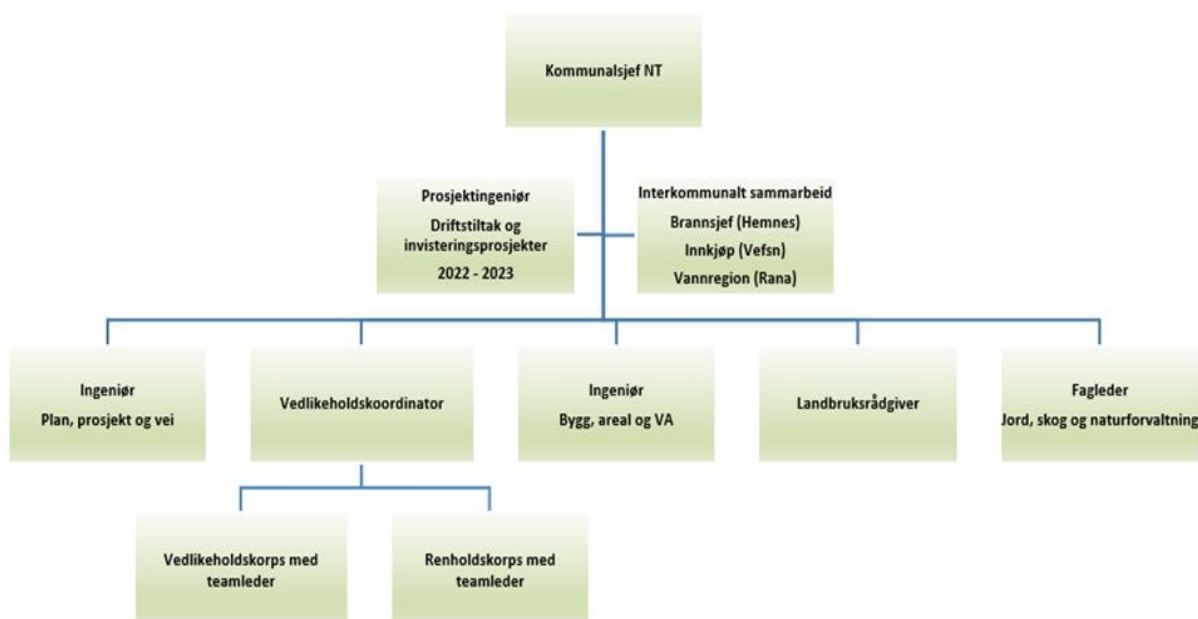 Kommunalsjef NT
Prosjektingeniør
Driftstiltak og
invisteringsprosjekter
2022 - 2023
Interkommunalt sammarbeid
Brannsjef (Hemnes)
Innkjøp (Vefsn)
Vannregion (Rana)
Ingeniør
Plan, prosjekt og vei
Vedlikeholdskoordinator
Ingeniør
Bygg, areal og VA
Landbruksrådgiver
Fagleder
Jord, skog og naturforvaltning
Vedlikeholdskorps med
teamleder
Renholdskorps med
teamleder